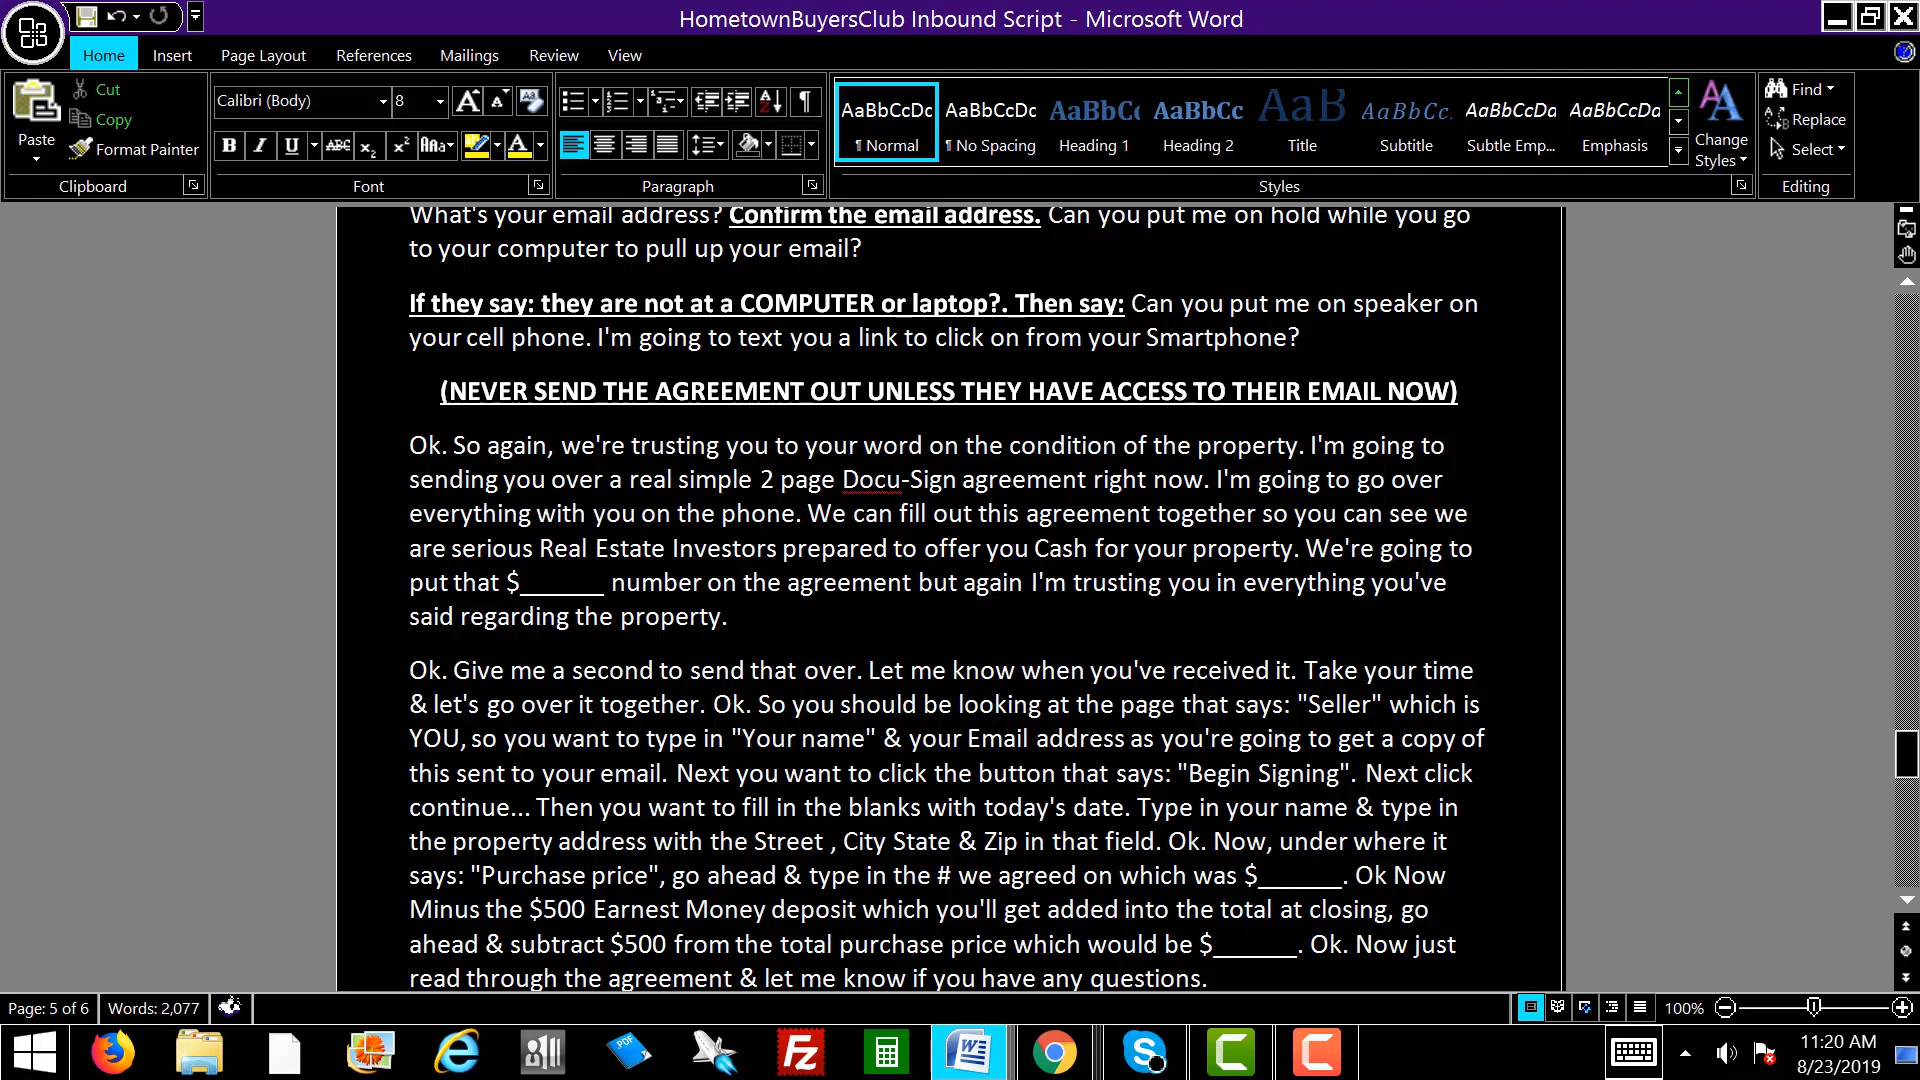 HometownBuyersClub Inbound Script - Microsoft Word
Home Insert Page Layout References Mailings Review View
Paste
Cut
Copy
Format Painter
Clipboard
Calibri (Body) 8
B I U ABC x₂ x² Aa
Font
Paragraph
AaBbCcDc AaBbCcDc AaBbCc AaBbCc AaB AaBbCc. AaBbCcDa AaBbCcDa
¶ Normal ¶ No Spacing Heading 1 Heading 2 Title Subtitle Subtle Emp... Emphasis
Styles
Change
Styles
Find
Replace
Select
Editing
What's your email address? Confirm the email address. Can you put me on hold while you go
to your computer to pull up your email?
If they say: they are not at a COMPUTER or laptop?. Then say: Can you put me on speaker on
your cell phone. I'm going to text you a link to click on from your Smartphone?
(NEVER SEND THE AGREEMENT OUT UNLESS THEY HAVE ACCESS TO THEIR EMAIL NOW)
Ok. So again, we're trusting you to your word on the condition of the property. I'm going to
sending you over a real simple 2 page Docu-Sign agreement right now. I'm going to go over
everything with you on the phone. We can fill out this agreement together so you can see we
are serious Real Estate Investors prepared to offer you Cash for your property. We're going to
put that $______ number on the agreement but again I'm trusting you in everything you've
said regarding the property.
Ok. Give me a second to send that over. Let me know when you've received it. Take your time
& let's go over it together. Ok. So you should be looking at the page that says: "Seller" which is
YOU, so you want to type in "Your name" & your Email address as you're going to get a copy of
this sent to your email. Next you want to click the button that says: "Begin Signing". Next click
continue... Then you want to fill in the blanks with today's date. Type in your name & type in
the property address with the Street , City State & Zip in that field. Ok. Now, under where it
says: "Purchase price", go ahead & type in the # we agreed on which was $______. Ok Now
Minus the $500 Earnest Money deposit which you'll get added into the total at closing, go
ahead & subtract $500 from the total purchase price which would be $______. Ok. Now just
read through the agreement & let me know if you have any questions.
Page: 5 of 6 Words: 2,077 100%
11:20 AM
8/23/2019